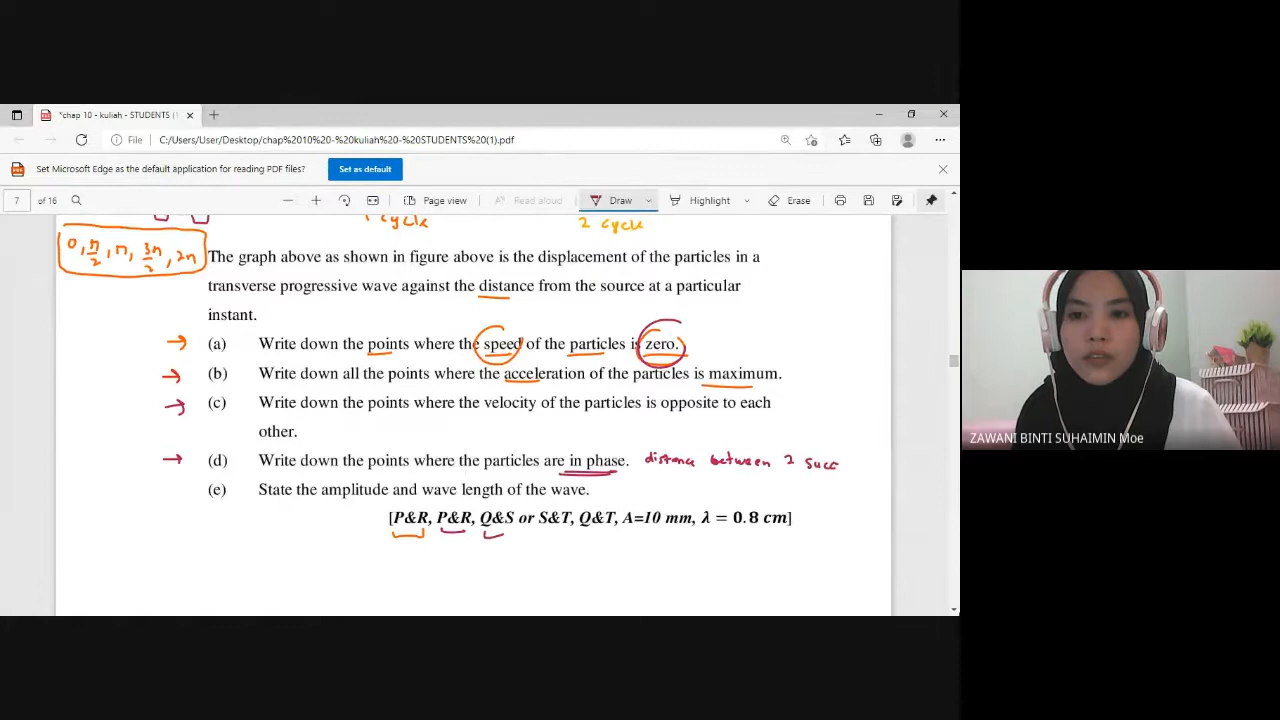 *chap 10 - kuliah - STUDENTS (1
File C:/Users/User/Desktop/chap%2010%20-%20kuliah%20-%20STUDENTS%20(1).pdf
Set Microsoft Edge as the default application for reading PDF files? Set as default
7 of 16 Page view Read aloud Draw Highlight Erase
1 cycle 2 cycle
0, π/2, π, 3π/2, 2π
The graph above as shown in figure above is the displacement of the particles in a
transverse progressive wave against the distance from the source at a particular
instant.
(a) Write down the points where the speed of the particles is zero.
(b) Write down all the points where the acceleration of the particles is maximum.
(c) Write down the points where the velocity of the particles is opposite to each
other.
(d) Write down the points where the particles are in phase. distance between 2 succ
(e) State the amplitude and wave length of the wave.
[P&R, P&R, Q&S or S&T, Q&T, A=10 mm, λ = 0.8 cm]
ZAWANI BINTI SUHAIMIN Moe